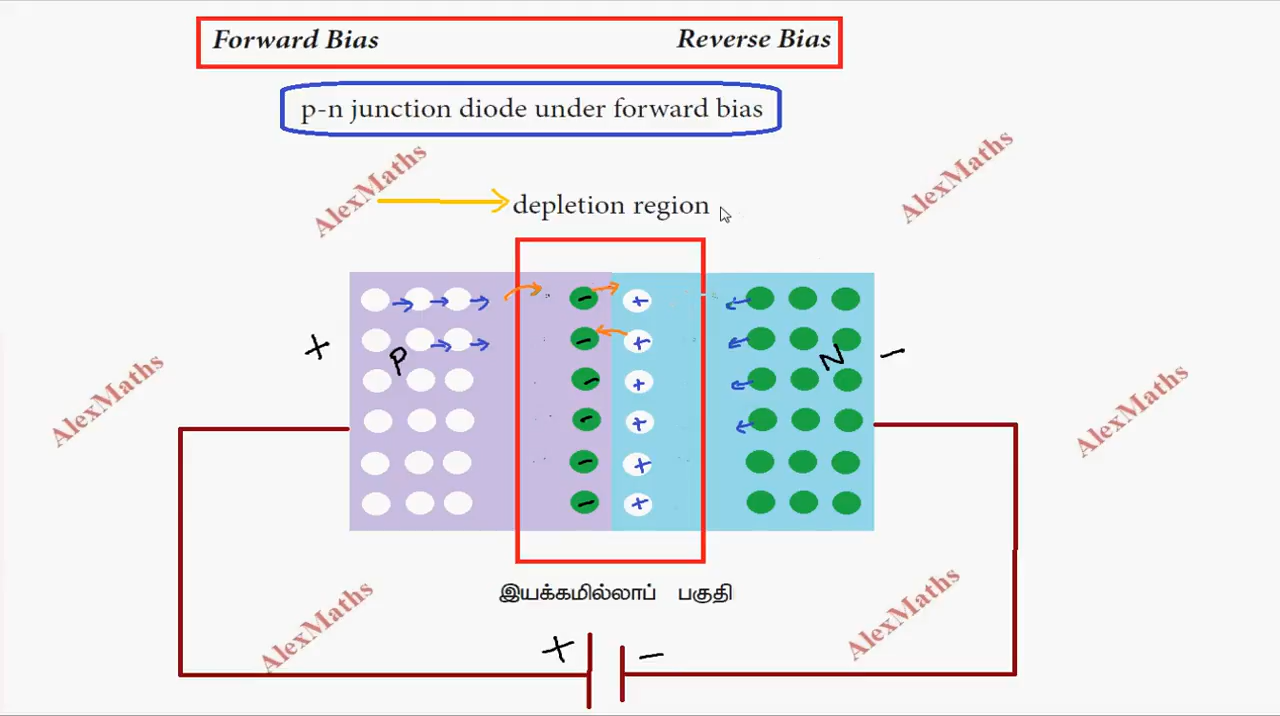 Forward Bias Reverse Bias
p-n junction diode under forward bias
AlexMaths
AlexMaths
depletion region
+ P N −
− +
− +
− +
− +
− +
− +
AlexMaths
AlexMaths
இயக்கமில்லாப் பகுதி
AlexMaths
AlexMaths
+ −